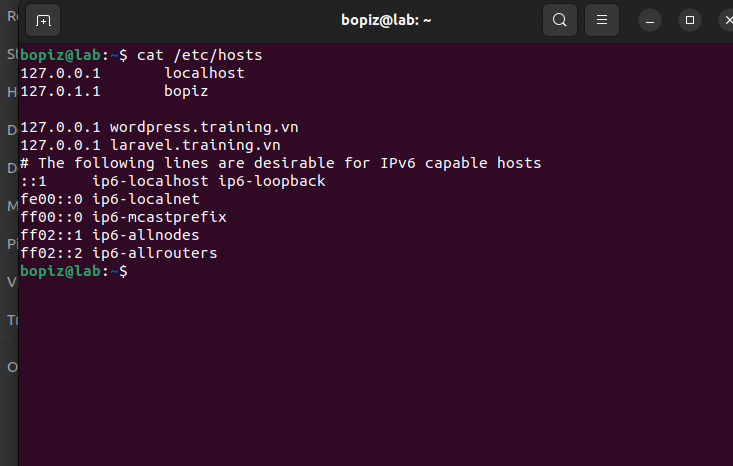 bopiz@lab: ~
bopiz@lab:~$ cat /etc/hosts
127.0.0.1       localhost
127.0.1.1       bopiz

127.0.0.1 wordpress.training.vn
127.0.0.1 laravel.training.vn
# The following lines are desirable for IPv6 capable hosts
::1     ip6-localhost ip6-loopback
fe00::0 ip6-localnet
ff00::0 ip6-mcastprefix
ff02::1 ip6-allnodes
ff02::2 ip6-allrouters
bopiz@lab:~$